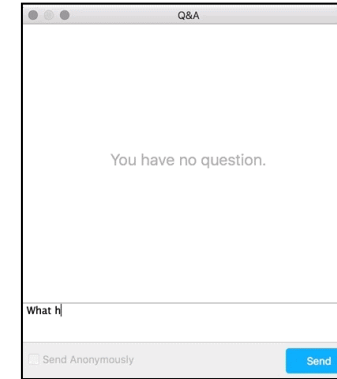 Q&A
You have no question.
What h
Send Anonymously
Send